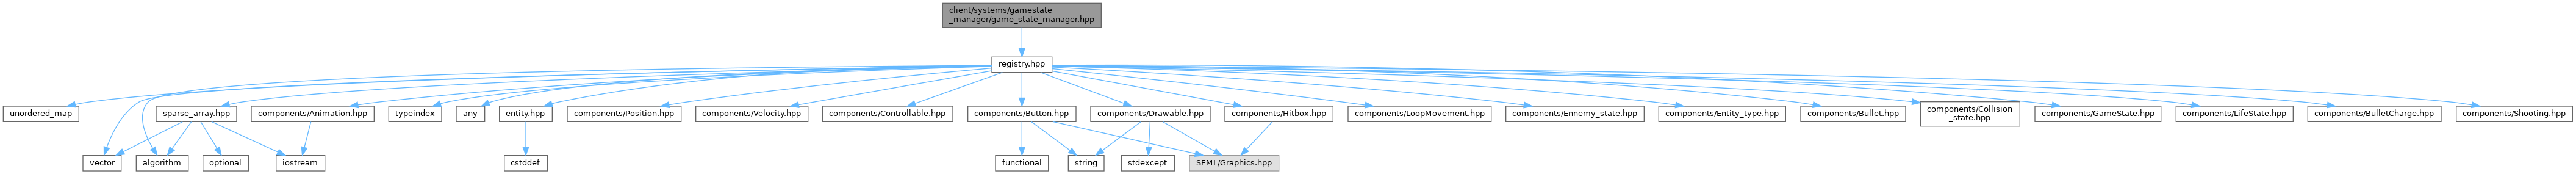 client/systems/gamestate
_manager/game_state_manager.hpp
registry.hpp
unordered_map
sparse_array.hpp
components/Animation.hpp
typeindex
any
entity.hpp
components/Position.hpp
components/Velocity.hpp
components/Controllable.hpp
components/Button.hpp
components/Drawable.hpp
components/Hitbox.hpp
components/LoopMovement.hpp
components/Ennemy_state.hpp
components/Entity_type.hpp
components/Bullet.hpp
components/Collision
_state.hpp
components/GameState.hpp
components/LifeState.hpp
components/BulletCharge.hpp
components/Shooting.hpp
vector
algorithm
optional
iostream
cstddef
functional
string
stdexcept
SFML/Graphics.hpp